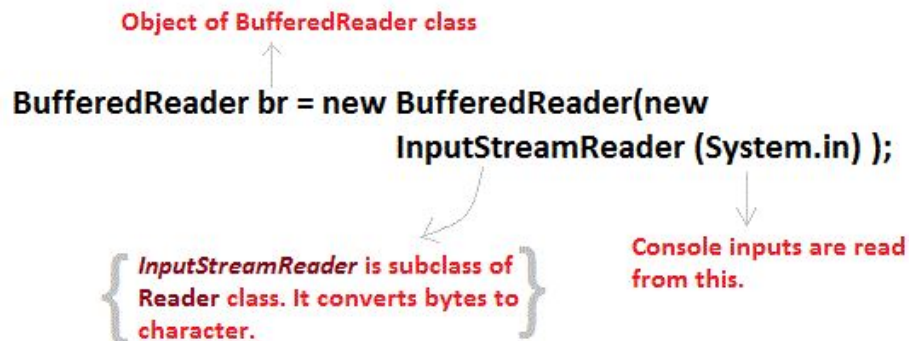 Object of BufferedReader class
BufferedReader br = new BufferedReader(new
InputStreamReader (System.in) );
{ InputStreamReader is subclass of
Reader class. It converts bytes to
character. }
Console inputs are read
from this.